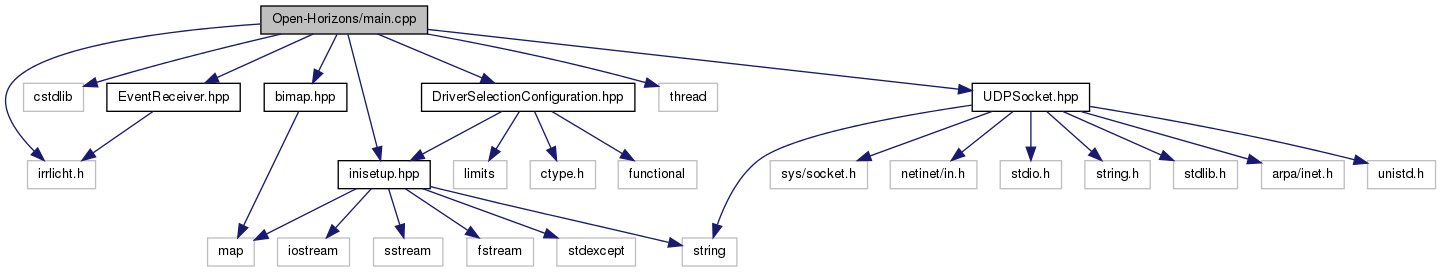 Open-Horizons/main.cpp
cstdlib
EventReceiver.hpp
bimap.hpp
DriverSelectionConfiguration.hpp
thread
UDPSocket.hpp
irrlicht.h
inisetup.hpp
limits
ctype.h
functional
sys/socket.h
netinet/in.h
stdio.h
string.h
stdlib.h
arpa/inet.h
unistd.h
map
iostream
sstream
fstream
stdexcept
string